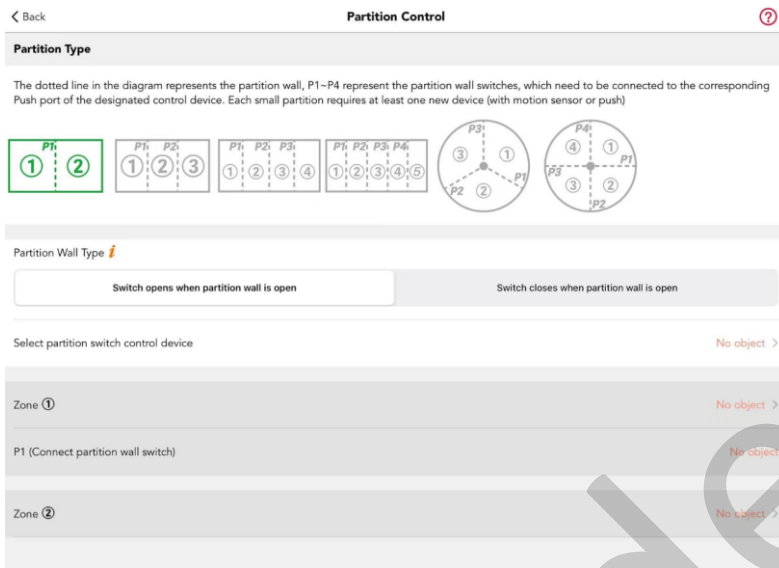 Back
Partition Control
?
Partition Type
The dotted line in the diagram represents the partition wall, P1~P4 represent the partition wall switches, which need to be connected to the corresponding
Push port of the designated control device. Each small partition requires at least one new device (with motion sensor or push)
P1
① ②
P1 P2
① ② ③
P1 P2 P3
① ② ③ ④
P1 P2 P3 P4
① ② ③ ④ ⑤
P3
③ ①
P1
P2 ②
P4
④ ①
P1
P3
③ ②
P2
Partition Wall Type i
Switch opens when partition wall is open
Switch closes when partition wall is open
Select partition switch control device
No object
Zone ①
No object
P1 (Connect partition wall switch)
No object
Zone ②
No object